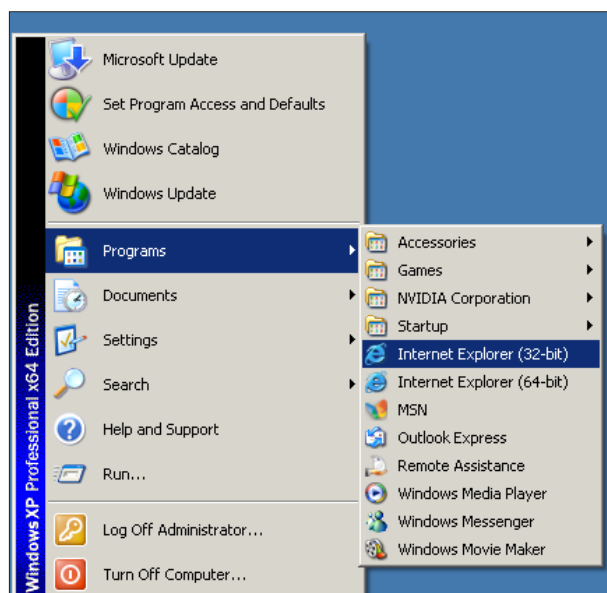 Microsoft Update
Set Program Access and Defaults
Windows Catalog
Windows Update
Programs
Documents
Settings
Search
Help and Support
Run...
Log Off Administrator...
Turn Off Computer...
Windows XP Professional x64 Edition
Accessories
Games
NVIDIA Corporation
Startup
Internet Explorer (32-bit)
Internet Explorer (64-bit)
MSN
Outlook Express
Remote Assistance
Windows Media Player
Windows Messenger
Windows Movie Maker